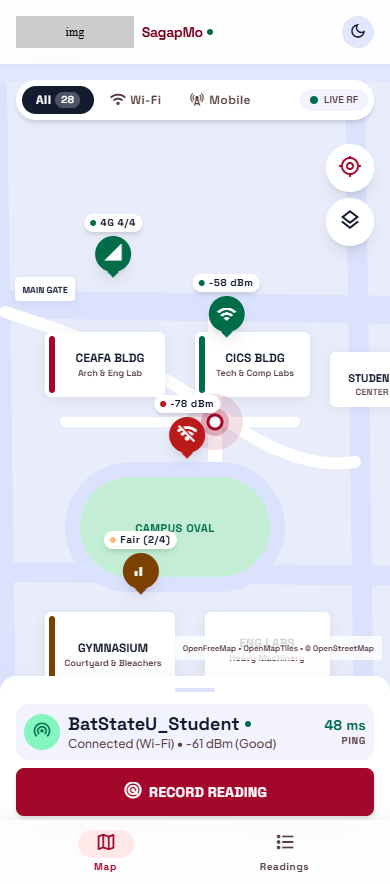 img
SagapMo
All 28
Wi-Fi
Mobile
LIVE RF
4G 4/4
-58 dBm
MAIN GATE
CEAFA BLDG
Arch & Eng Lab
CICS BLDG
Tech & Comp Labs
STUDEN
CENTER
-78 dBm
CAMPUS OVAL
Fair (2/4)
GYMNASIUM
Courtyard & Bleachers
ENG LABS
Heavy Machinery
OpenFreeMap • OpenMapTiles • © OpenStreetMap
BatStateU_Student
Connected (Wi-Fi) • -61 dBm (Good)
48 ms
PING
RECORD READING
Map
Readings